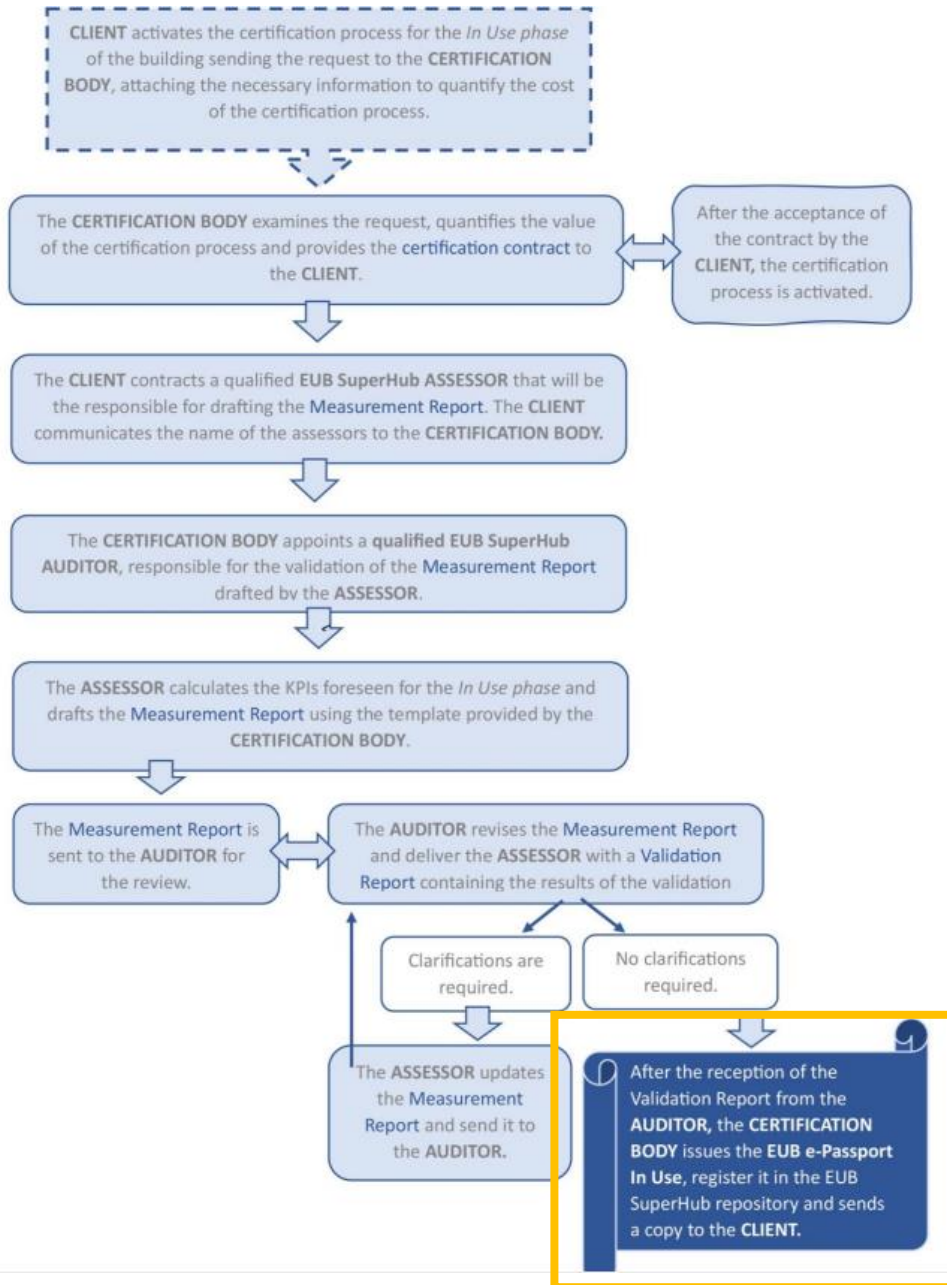 CLIENT activates the certification process for the In Use phase
of the building sending the request to the CERTIFICATION
BODY, attaching the necessary information to quantify the cost
of the certification process.
The CERTIFICATION BODY examines the request, quantifies the value
of the certification process and provides the certification contract to
the CLIENT.
After the acceptance of
the contract by the
CLIENT, the certification
process is activated.
The CLIENT contracts a qualified EUB SuperHub ASSESSOR that will be
the responsible for drafting the Measurement Report. The CLIENT
communicates the name of the assessors to the CERTIFICATION BODY.
The CERTIFICATION BODY appoints a qualified EUB SuperHub
AUDITOR, responsible for the validation of the Measurement Report
drafted by the ASSESSOR.
The ASSESSOR calculates the KPIs foreseen for the In Use phase and
drafts the Measurement Report using the template provided by the
CERTIFICATION BODY.
The Measurement Report is
sent to the AUDITOR for
the review.
The AUDITOR revises the Measurement Report
and deliver the ASSESSOR with a Validation
Report containing the results of the validation
Clarifications are
required.
No clarifications
required.
The ASSESSOR updates
the Measurement
Report and send it to
the AUDITOR.
After the reception of the
Validation Report from the
AUDITOR, the CERTIFICATION
BODY issues the EUB e-Passport
In Use, register it in the EUB
SuperHub repository and sends
a copy to the CLIENT.